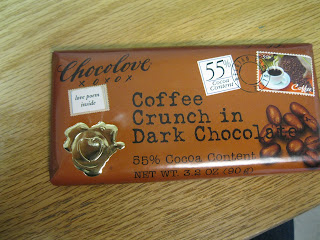 Chocolove
XOXOX
love poem
inside
55%
Cocoa
Content
Coffee
Coffee
Crunch in
Dark Chocolate
55% Cocoa Content
NET WT. 3.2 OZ (90g)